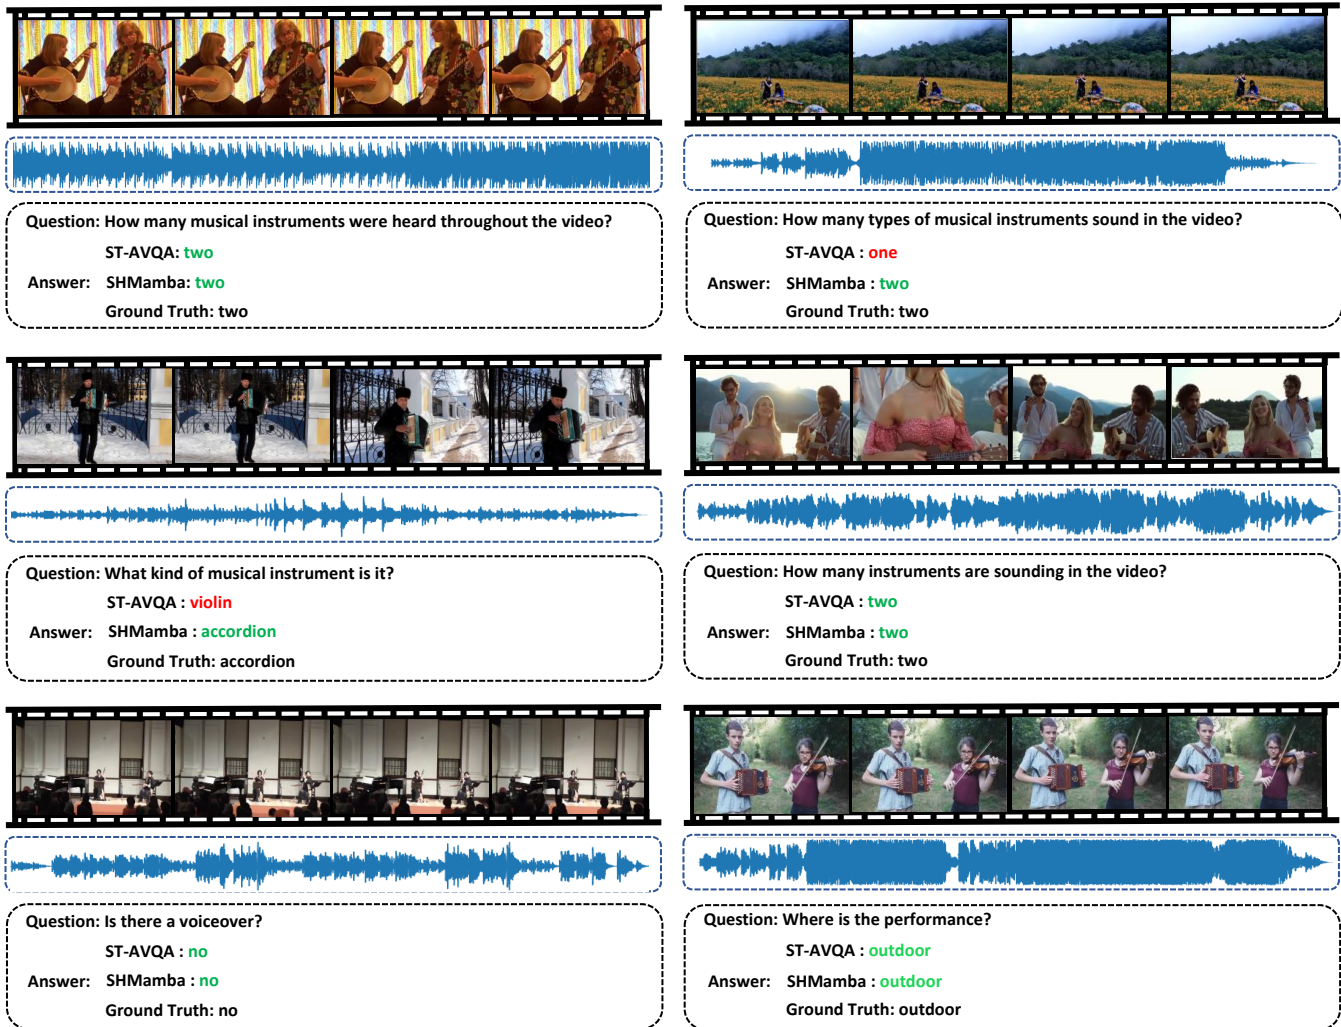 Question: How many musical instruments were heard throughout the video?
ST-AVQA: two
Answer: SHMamba: two
Ground Truth: two
Question: How many types of musical instruments sound in the video?
ST-AVQA : one
Answer: SHMamba : two
Ground Truth: two
Question: What kind of musical instrument is it?
ST-AVQA : violin
Answer: SHMamba : accordion
Ground Truth: accordion
Question: How many instruments are sounding in the video?
ST-AVQA : two
Answer: SHMamba : two
Ground Truth: two
Question: Is there a voiceover?
ST-AVQA : no
Answer: SHMamba : no
Ground Truth: no
Question: Where is the performance?
ST-AVQA : outdoor
Answer: SHMamba : outdoor
Ground Truth: outdoor